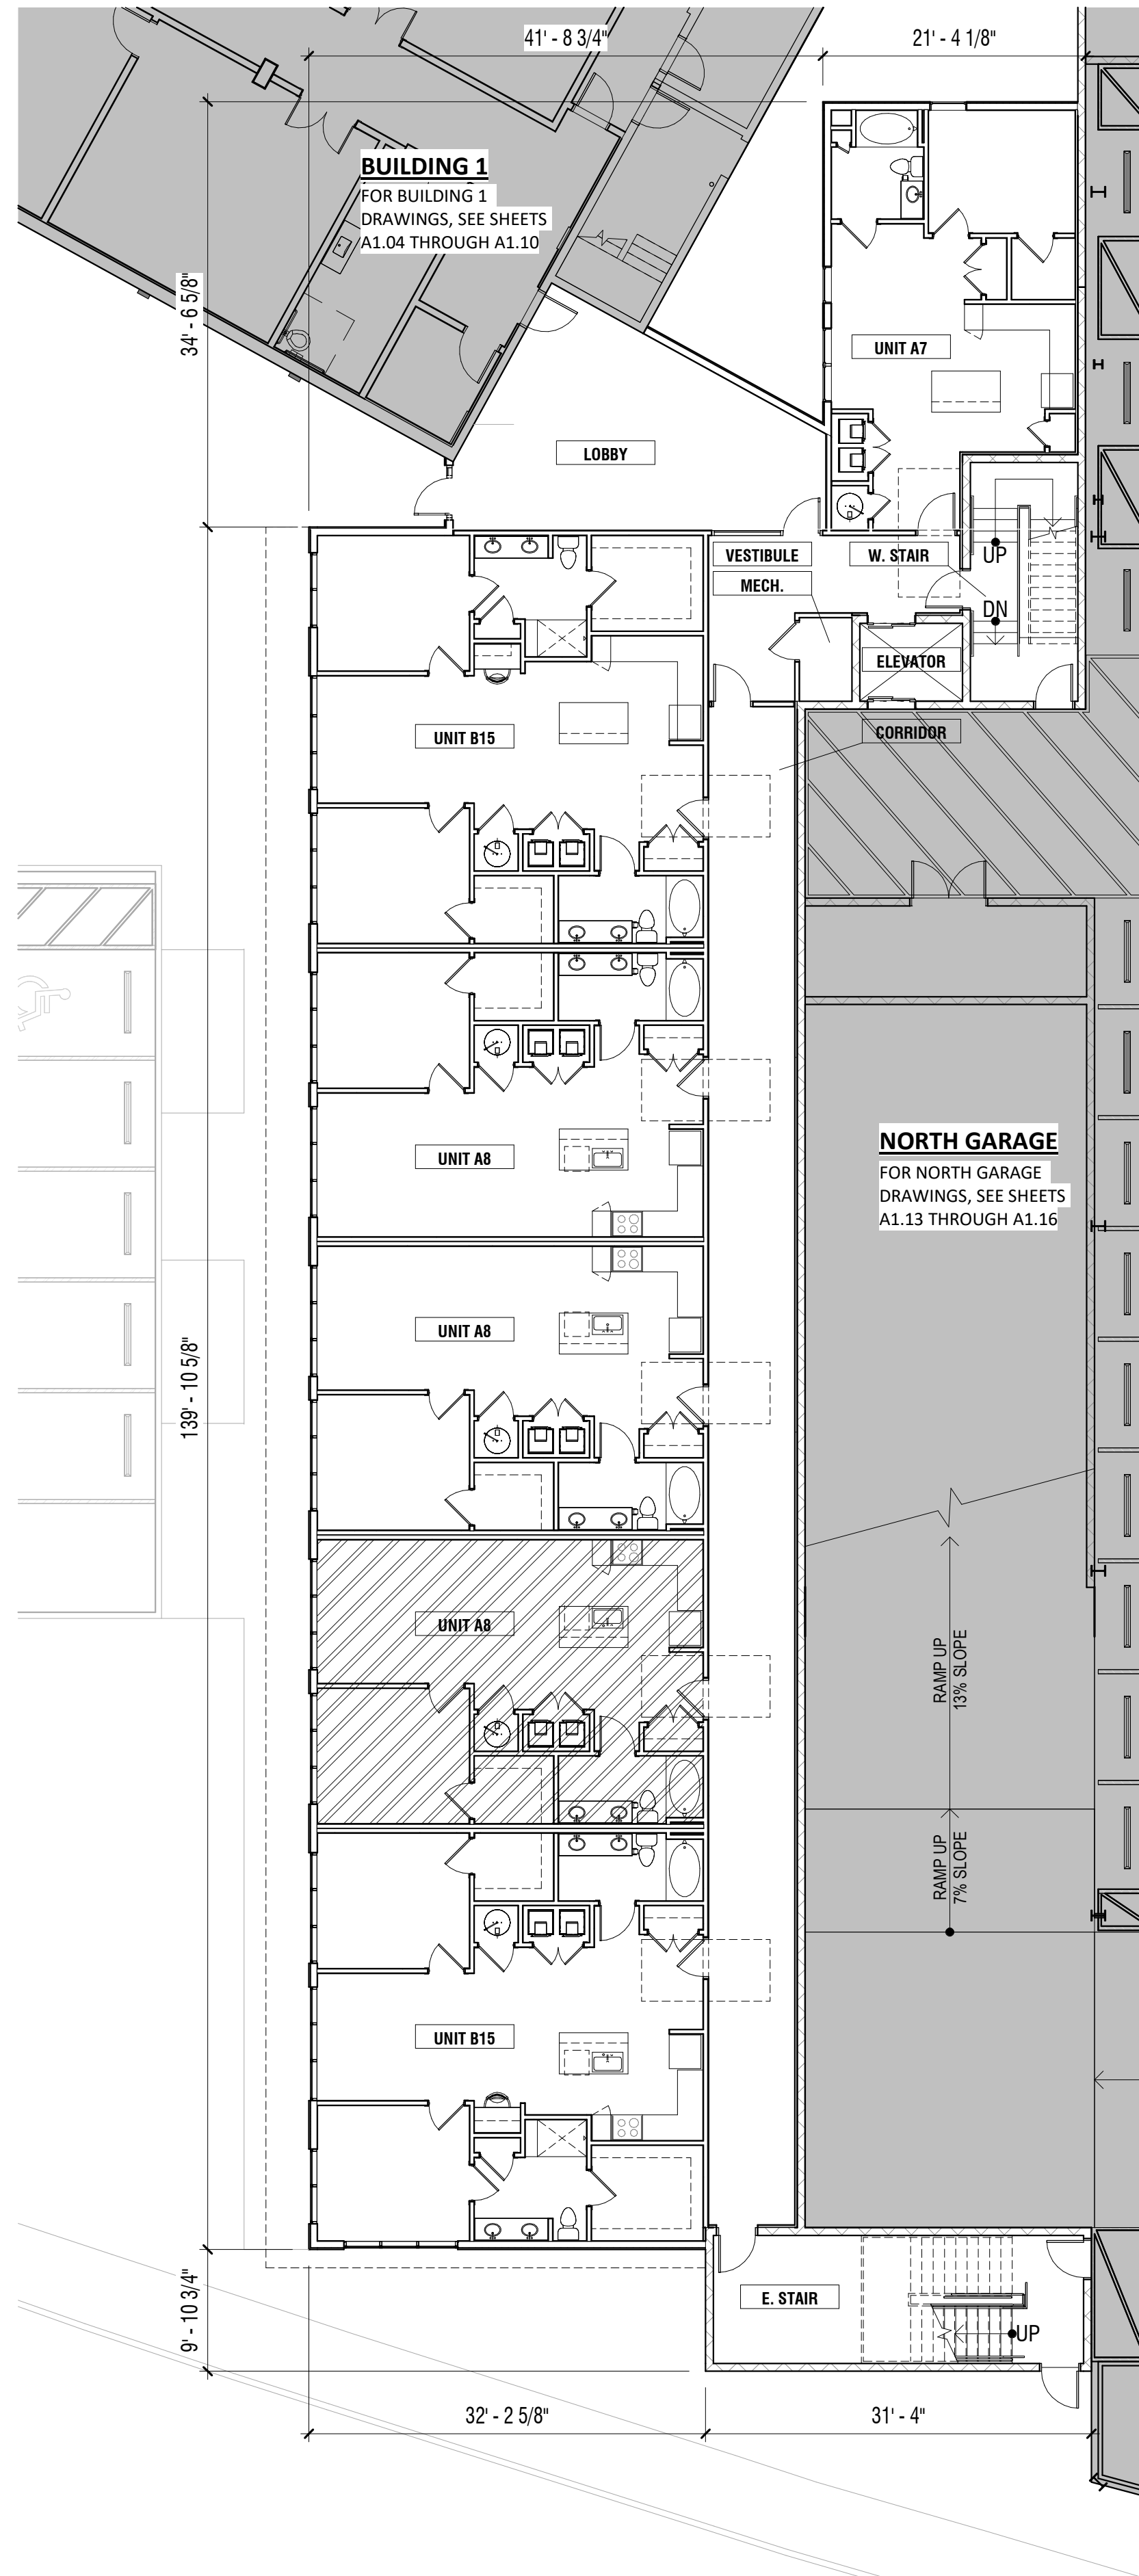 41' - 8 3/4"
21' - 4 1/8"
BUILDING 1
FOR BUILDING 1
DRAWINGS, SEE SHEETS
A1.04 THROUGH A1.10
34' - 6 5/8"
UNIT A7
LOBBY
VESTIBULE
W. STAIR
UP
MECH.
DN
ELEVATOR
CORRIDOR
UNIT B15
NORTH GARAGE
FOR NORTH GARAGE
DRAWINGS, SEE SHEETS
A1.13 THROUGH A1.16
UNIT A8
UNIT A8
139' - 10 5/8"
UNIT A8
RAMP UP
13% SLOPE
RAMP UP
7% SLOPE
UNIT B15
9' - 10 3/4"
E. STAIR
UP
32' - 2 5/8"
31' - 4"